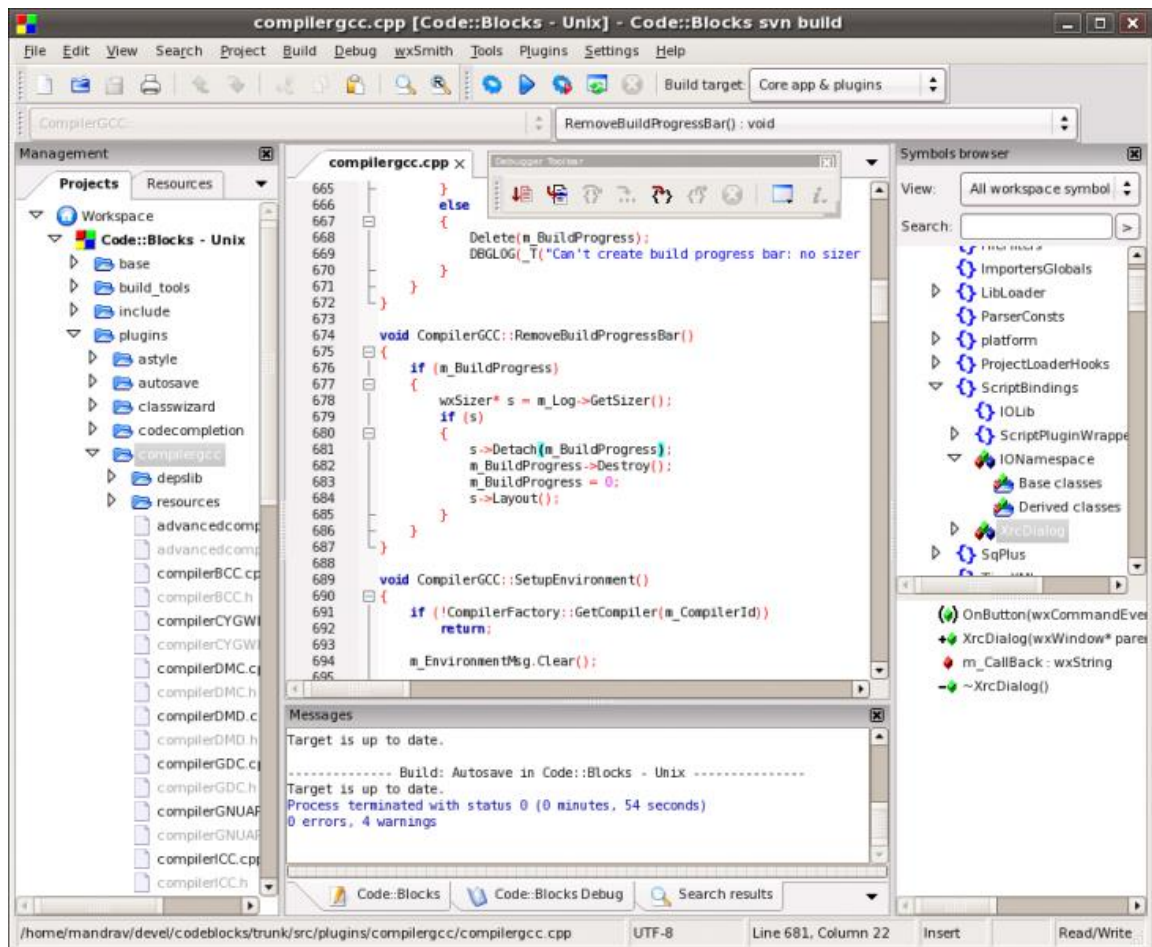 compilergcc.cpp [Code::Blocks - Unix] - Code::Blocks svn build
File Edit View Search Project Build Debug wxSmith Tools Plugins Settings Help
Build target: Core app & plugins
CompilerGCC::
RemoveBuildProgressBar() : void
Management
Projects Resources
Workspace
Code::Blocks - Unix
base
build_tools
include
plugins
astyle
autosave
classwizard
codecompletion
compilergcc
depslib
resources
advancedcomp
advancedcomp
compilerBCC.cp
compilerBCC.h
compilerCYGWI
compilerCYGWI
compilerDMC.cp
compilerDMC.h
compilerDMD.c
compilerDMD.h
compilerGDC.cp
compilerGDC.h
compilerGNUAR
compilerGNUAR
compilerICC.cpp
compilerICC.h
compilergcc.cpp
Debugger Toolbar
665 }
666 else
667 {
668 Delete(m_BuildProgress);
669 DBGLOG(_T("Can't create build progress bar: no sizer
670 }
671 }
672 }
673
674 void CompilerGCC::RemoveBuildProgressBar()
675 {
676 if (m_BuildProgress)
677 {
678 wxSizer* s = m_Log->GetSizer();
679 if (s)
680 {
681 s->Detach(m_BuildProgress);
682 m_BuildProgress->Destroy();
683 m_BuildProgress = 0;
684 s->Layout();
685 }
686 }
687 }
688
689 void CompilerGCC::SetupEnvironment()
690 {
691 if (!CompilerFactory::GetCompiler(m_CompilerId))
692 return;
693
694 m_EnvironmentMsg.Clear();
695
Messages
Target is up to date.
-------------- Build: Autosave in Code::Blocks - Unix ---------------
Target is up to date.
Process terminated with status 0 (0 minutes, 54 seconds)
0 errors, 4 warnings
Code::Blocks Code::Blocks Debug Search results
Symbols browser
View: All workspace symbol
Search: >
ImportersGlobals
LibLoader
ParserConsts
platform
ProjectLoaderHooks
ScriptBindings
IOLib
ScriptPluginWrappe
IONamespace
Base classes
Derived classes
XrcDialog
SqPlus
OnButton(wxCommandEver
XrcDialog(wxWindow* paren
m_CallBack : wxString
~XrcDialog()
/home/mandrav/devel/codeblocks/trunk/src/plugins/compilergcc/compilergcc.cpp UTF-8 Line 681, Column 22 Insert Read/Write